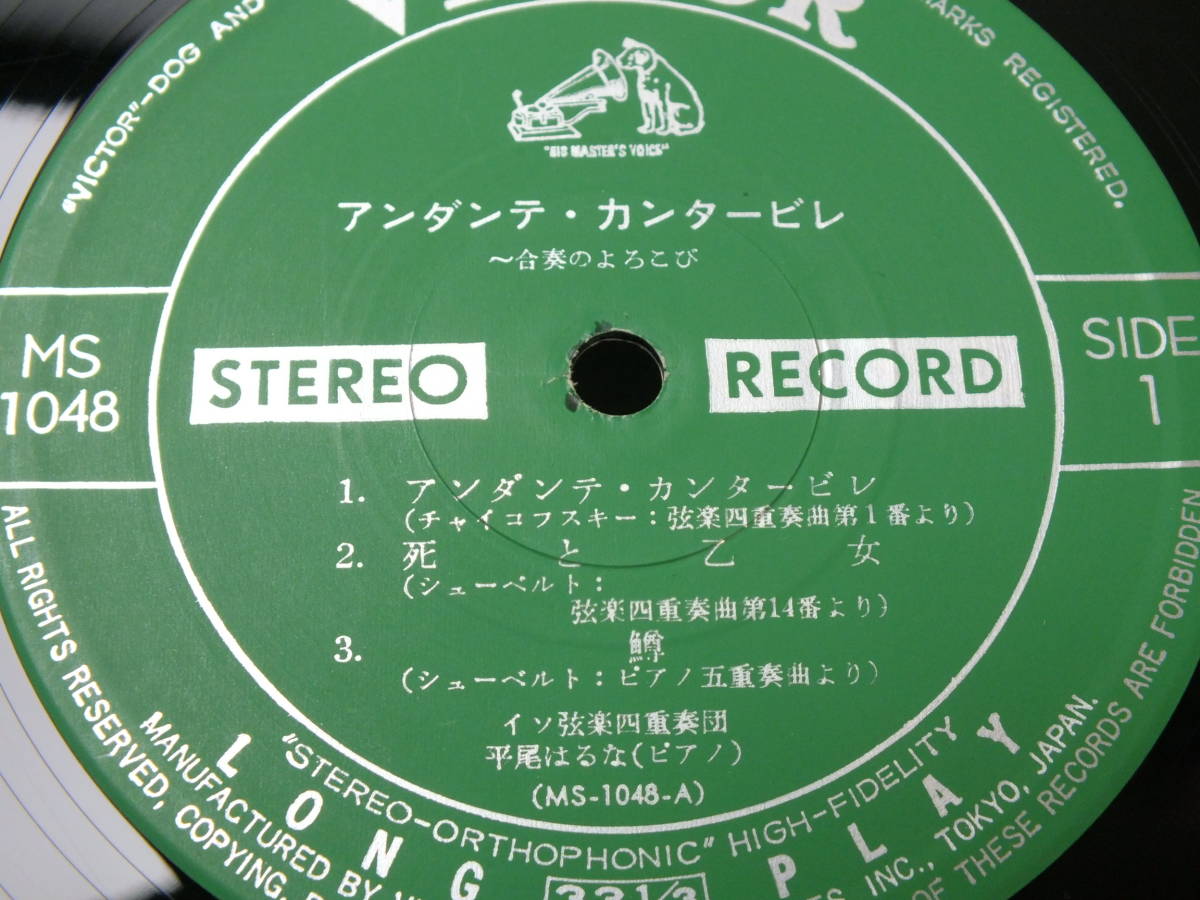 "VICTOR"–DOG AND
MARKS REGISTERED.
"HIS MASTER'S VOICE"
アンダンテ・カンタービレ
〜合奏のよろこび
MS
1048
STEREO
RECORD
SIDE
1
1. アンダンテ・カンタービレ
(チャイコフスキー：弦楽四重奏曲第1番より)
2. 死と乙女
(シューベルト：
弦楽四重奏曲第14番より)
3. 鱒
(シューベルト：ピアノ五重奏曲より)
イソ弦楽四重奏団
平尾はるな(ピアノ)
(MS-1048-A)
"STEREO-ORTHOPHONIC" HIGH-FIDELITY
LONG PLAY
33 1/3
MANUFACTURED BY
INC., TOKYO, JAPAN.
ALL RIGHTS RESERVED, COPYING,
OF THESE RECORDS ARE FORBIDDEN